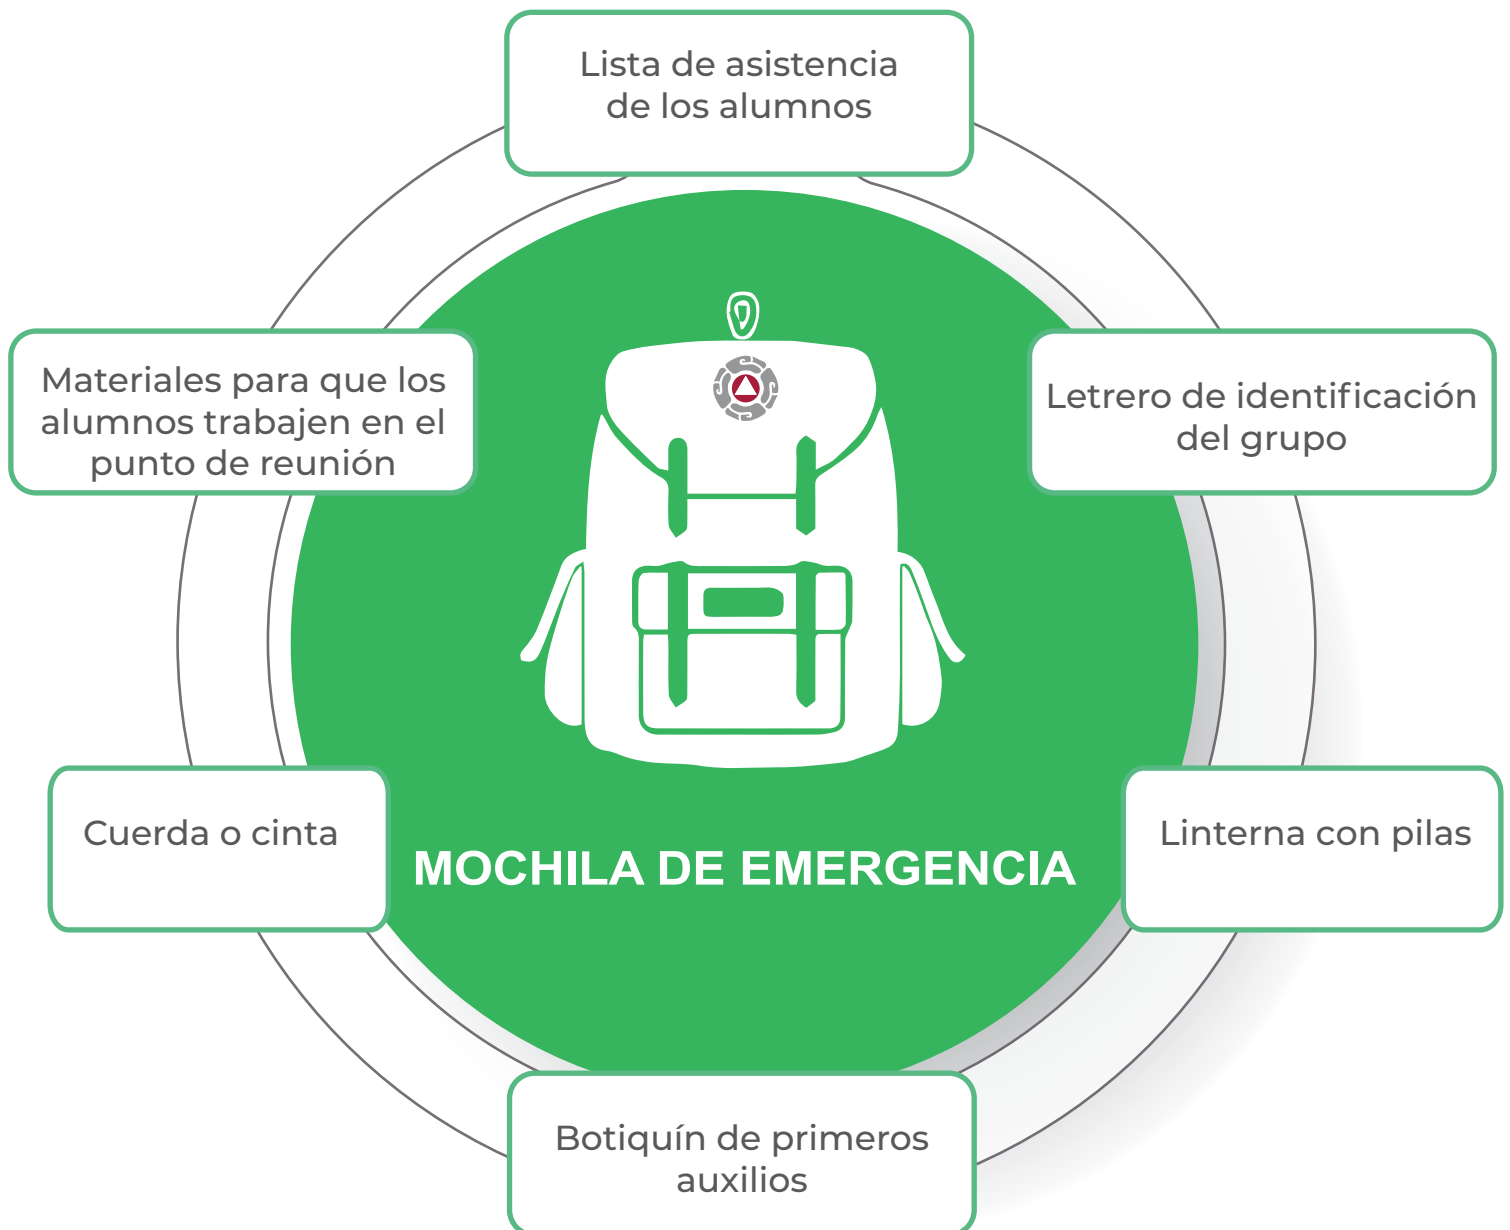 Lista de asistencia
de los alumnos
Materiales para que los
alumnos trabajen en el
punto de reunión
Letrero de identificación
del grupo
Cuerda o cinta
Linterna con pilas
MOCHILA DE EMERGENCIA
Botiquín de primeros
auxilios